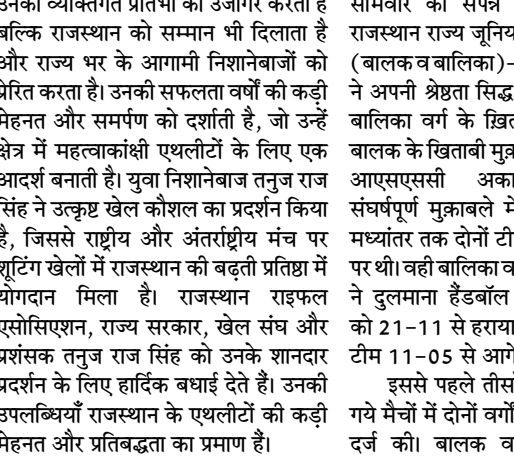 उनकी व्यक्तिगत प्रतिभा को उजागर करता है
बल्कि राजस्थान को सम्मान भी दिलाता है
और राज्य भर के आगामी निशानेबाजों को
प्रेरित करता है। उनकी सफलता वर्षों की कड़ी
मेहनत और समर्पण को दर्शाती है, जो उन्हें
क्षेत्र में महत्वाकांक्षी एथलीटों के लिए एक
आदर्श बनाती है। युवा निशानेबाज तनुज राज
सिंह ने उत्कृष्ट खेल कौशल का प्रदर्शन किया
है, जिससे राष्ट्रीय और अंतर्राष्ट्रीय मंच पर
शूटिंग खेलों में राजस्थान की बढ़ती प्रतिष्ठा में
योगदान मिला है। राजस्थान राइफल
एसोसिएशन, राज्य सरकार, खेल संघ और
प्रशंसक तनुज राज सिंह को उनके शानदार
प्रदर्शन के लिए हार्दिक बधाई देते हैं। उनकी
उपलब्धियाँ राजस्थान के एथलीटों की कड़ी
मेहनत और प्रतिबद्धता का प्रमाण हैं।
सोमवार को संपन्न
राजस्थान राज्य जूनिय
(बालक व बालिका)-
ने अपनी श्रेष्ठता सिद्ध
बालिका वर्ग के ख़ित
बालक के खिताबी मुक़
आएसएससी अका
संघर्षपूर्ण मुक़ाबले में
मध्यांतर तक दोनों टी
पर थी। वही बालिका व
ने दुलमाना हैंडबॉल
को 21-11 से हराया
टीम 11-05 से आगे
इससे पहले तीसं
गये मैचों में दोनों वर्गों
दर्ज की। बालक व